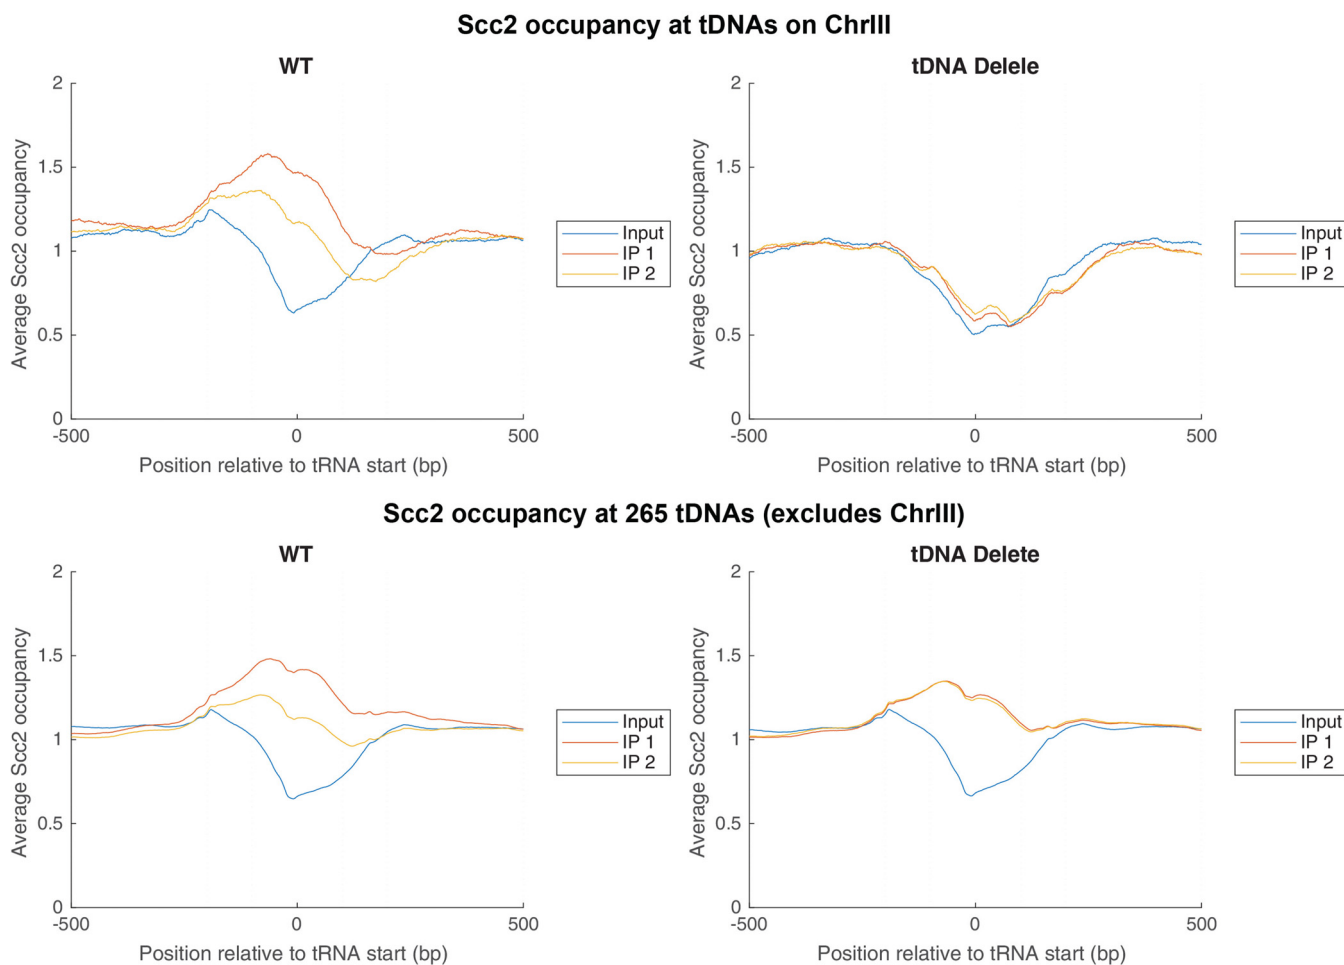 Scc2 occupancy at tDNAs on ChrIII
WT
tDNA Delele
2
1.5
1
0.5
0
Average Scc2 occupancy
-500
0
500
Position relative to tRNA start (bp)
Input
IP 1
IP 2
2
1.5
1
0.5
0
Average Scc2 occupancy
-500
0
500
Position relative to tRNA start (bp)
Input
IP 1
IP 2
Scc2 occupancy at 265 tDNAs (excludes ChrIII)
WT
tDNA Delete
2
1.5
1
0.5
0
Average Scc2 occupancy
-500
0
500
Position relative to tRNA start (bp)
Input
IP 1
IP 2
2
1.5
1
0.5
0
Average Scc2 occupancy
-500
0
500
Position relative to tRNA start (bp)
Input
IP 1
IP 2